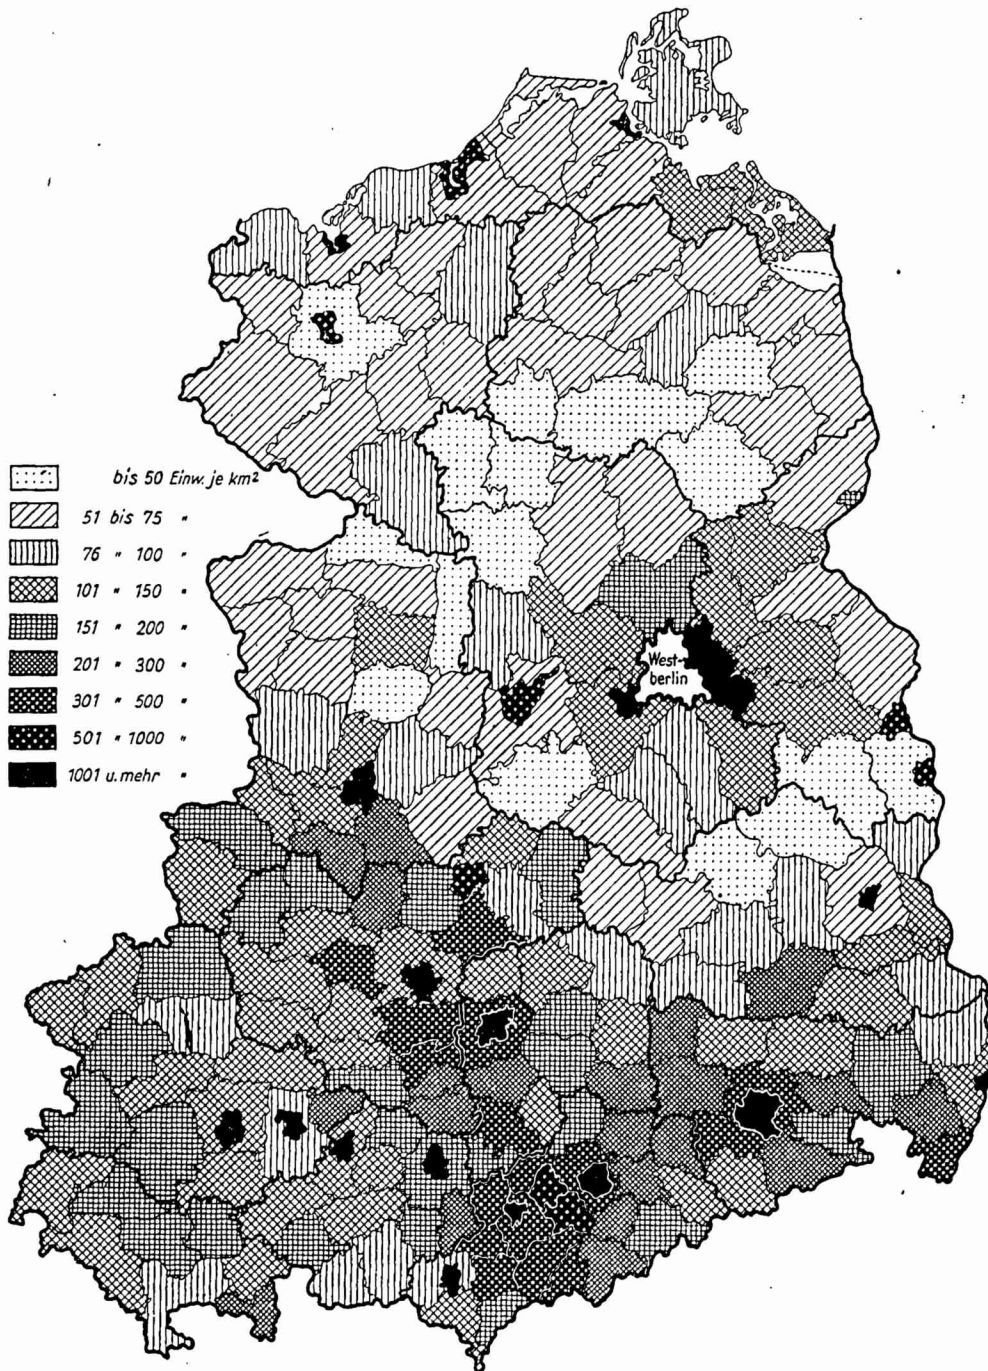 bis 50 Einw. je km²
51 bis 75 "
76 " 100 "
101 " 150 "
151 " 200 "
201 " 300 "
301 " 500 "
501 " 1000 "
1001 u. mehr "
West-
berlin